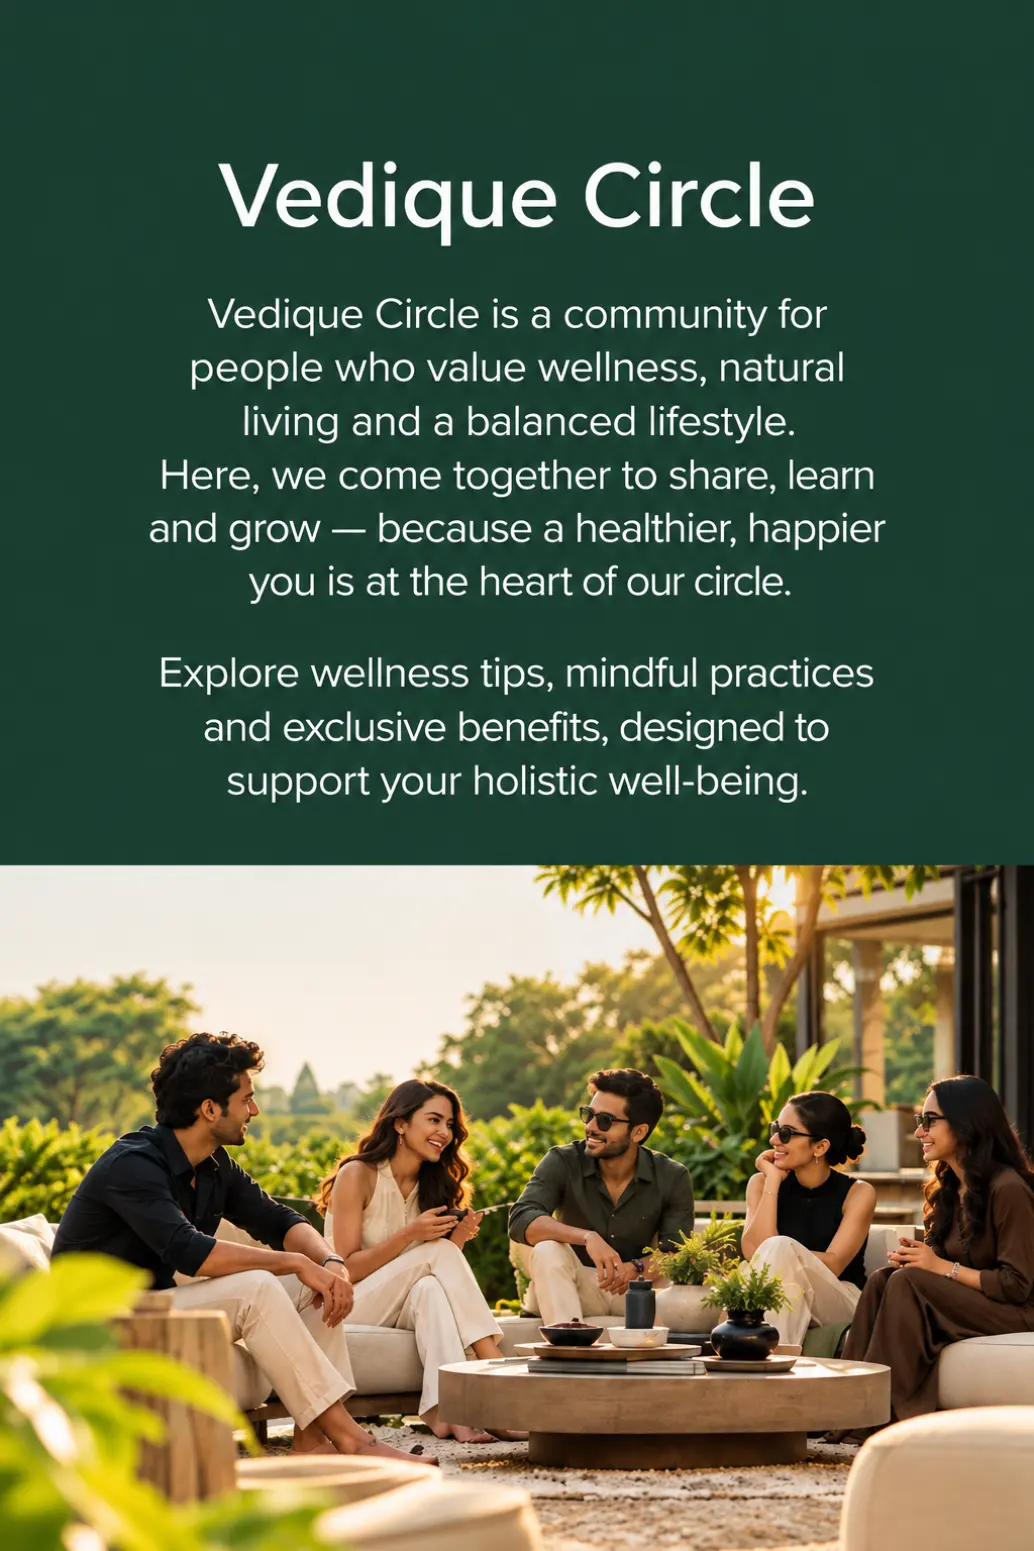 Vedique Circle
Vedique Circle is a community for
people who value wellness, natural
living and a balanced lifestyle.
Here, we come together to share, learn
and grow — because a healthier, happier
you is at the heart of our circle.
Explore wellness tips, mindful practices
and exclusive benefits, designed to
support your holistic well-being.